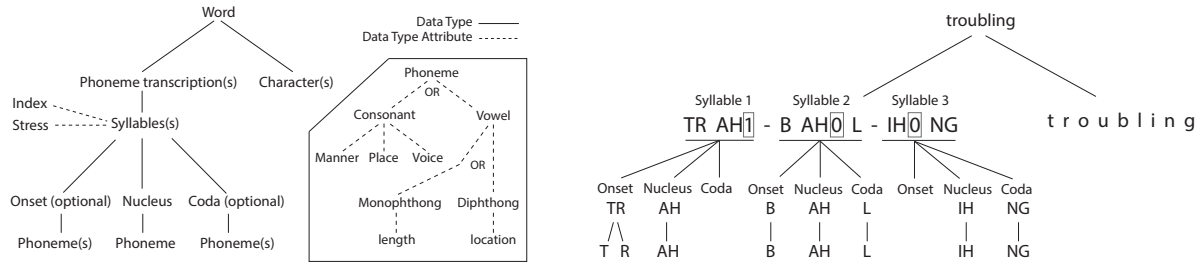 Word
Data Type
Data Type Attribute
Phoneme transcription(s) Character(s)
Index
Stress
Syllables(s)
Onset (optional) Nucleus Coda (optional)
Phoneme(s) Phoneme Phoneme(s)
Phoneme
OR
Consonant Vowel
Manner Place Voice
OR
Monophthong Diphthong
length location
troubling
Syllable 1 Syllable 2 Syllable 3
TR AH1 - B AH0 L - IH0 NG
t r o u b l i n g
Onset Nucleus Coda Onset Nucleus Coda Onset Nucleus Coda
TR AH B AH L IH NG
T R AH B AH L IH NG